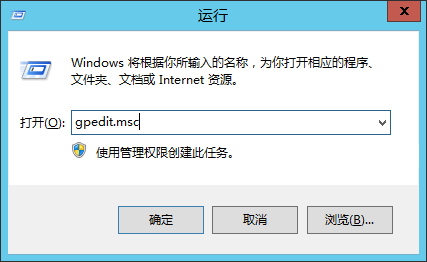 运行
Windows 将根据你所输入的名称，为你打开相应的程序、
文件夹、文档或 Internet 资源。
打开(O): gpedit.msc
使用管理权限创建此任务。
确定 取消 浏览(B)...